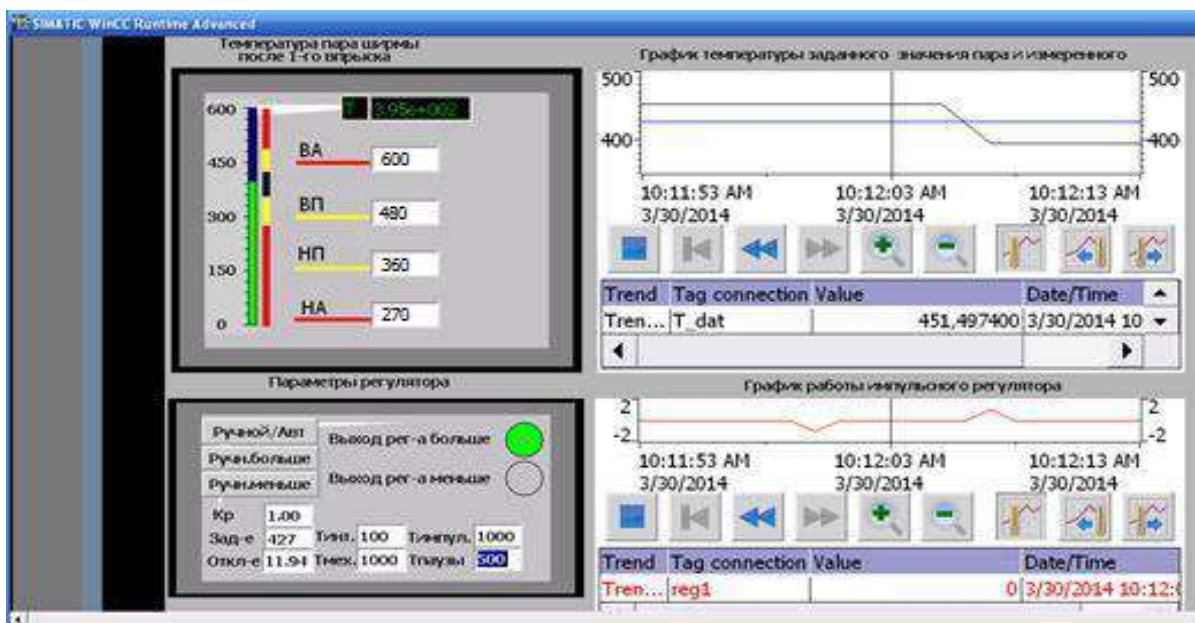 SIMATIC WinCC Runtime Advanced
Температура пара ширмы
после 1-го впрыска
600
450
300
150
0
T 3.95e+002
ВА 600
ВП 480
НП 360
НА 270
График температуры заданного значения пара и измеренного
500 500
400 400
10:11:53 AM 10:12:03 AM 10:12:13 AM
3/30/2014 3/30/2014 3/30/2014
Trend Tag connection Value Date/Time
Tren... T_dat 451,497400 3/30/2014 10
Параметры регулятора
Ручной/Авт
Ручн.больше
Ручн.меньше
Выход рег-а больше
Выход рег-а меньше
Кр 1.00
Зад-е 427 Тинт. 100 Тимпул. 1000
Откл-е 11.94 Тмех. 1000 Тпаузы 500
График работы импульсного регулятора
2 2
-2 -2
10:11:53 AM 10:12:03 AM 10:12:13 AM
3/30/2014 3/30/2014 3/30/2014
Trend Tag connection Value Date/Time
Tren... reg1 0 3/30/2014 10:12: